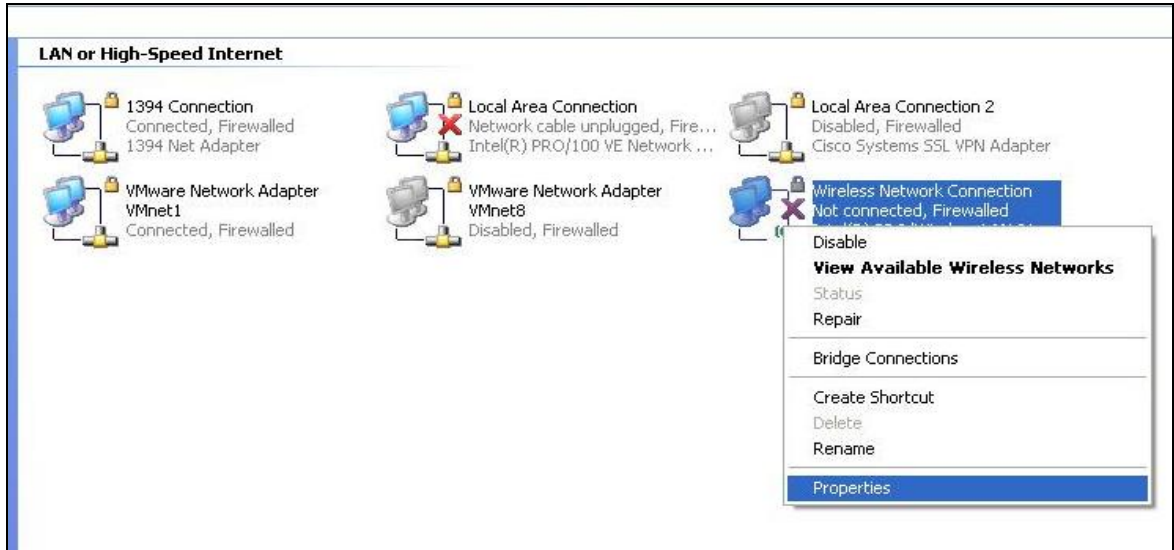 LAN or High-Speed Internet
1394 Connection
Connected, Firewalled
1394 Net Adapter
Local Area Connection
Network cable unplugged, Fire...
Intel(R) PRO/100 VE Network ...
Local Area Connection 2
Disabled, Firewalled
Cisco Systems SSL VPN Adapter
VMware Network Adapter
VMnet1
Connected, Firewalled
VMware Network Adapter
VMnet8
Disabled, Firewalled
Wireless Network Connection
Not connected, Firewalled
Disable
View Available Wireless Networks
Status
Repair
Bridge Connections
Create Shortcut
Delete
Rename
Properties